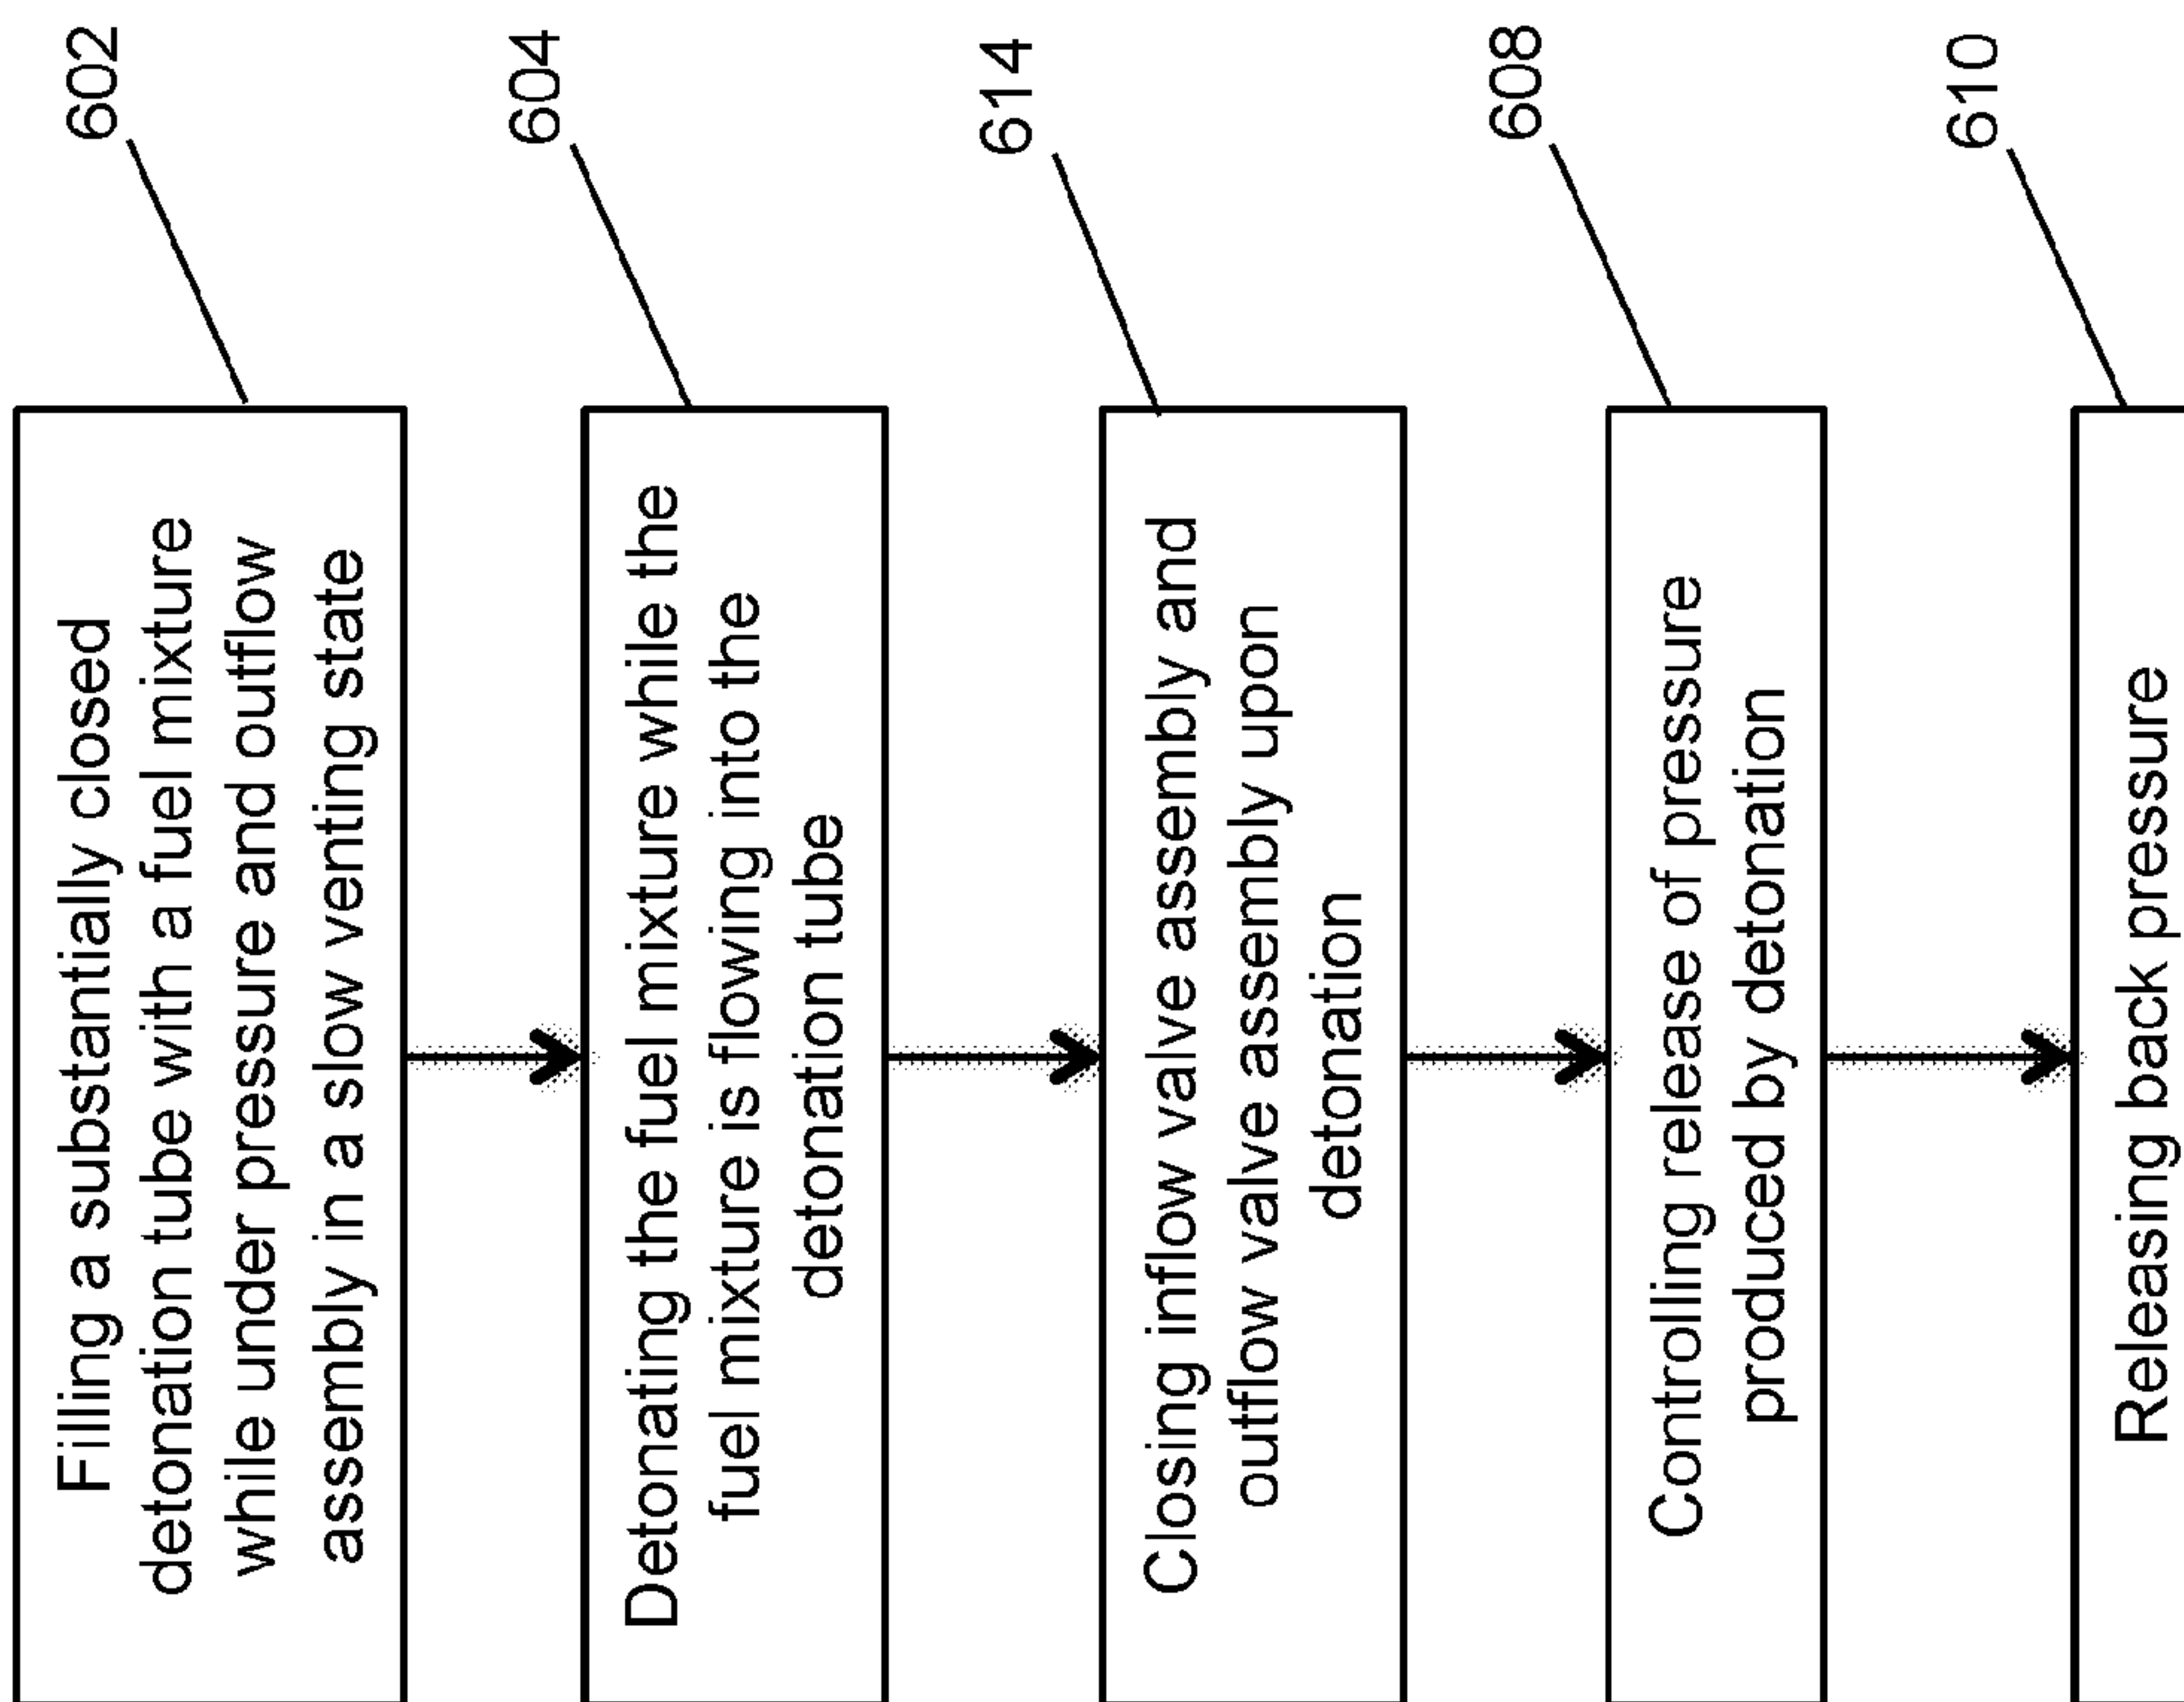 Filling a substantially closed
detonation tube with a fuel mixture
while under pressure and outflow
assembly in a slow venting state
602
Detonating the fuel mixture while the
fuel mixture is flowing into the
detonation tube
604
Closing inflow valve assembly and
outflow valve assembly upon
detonation
614
Controlling release of pressure
produced by detonation
608
Releasing back pressure
610